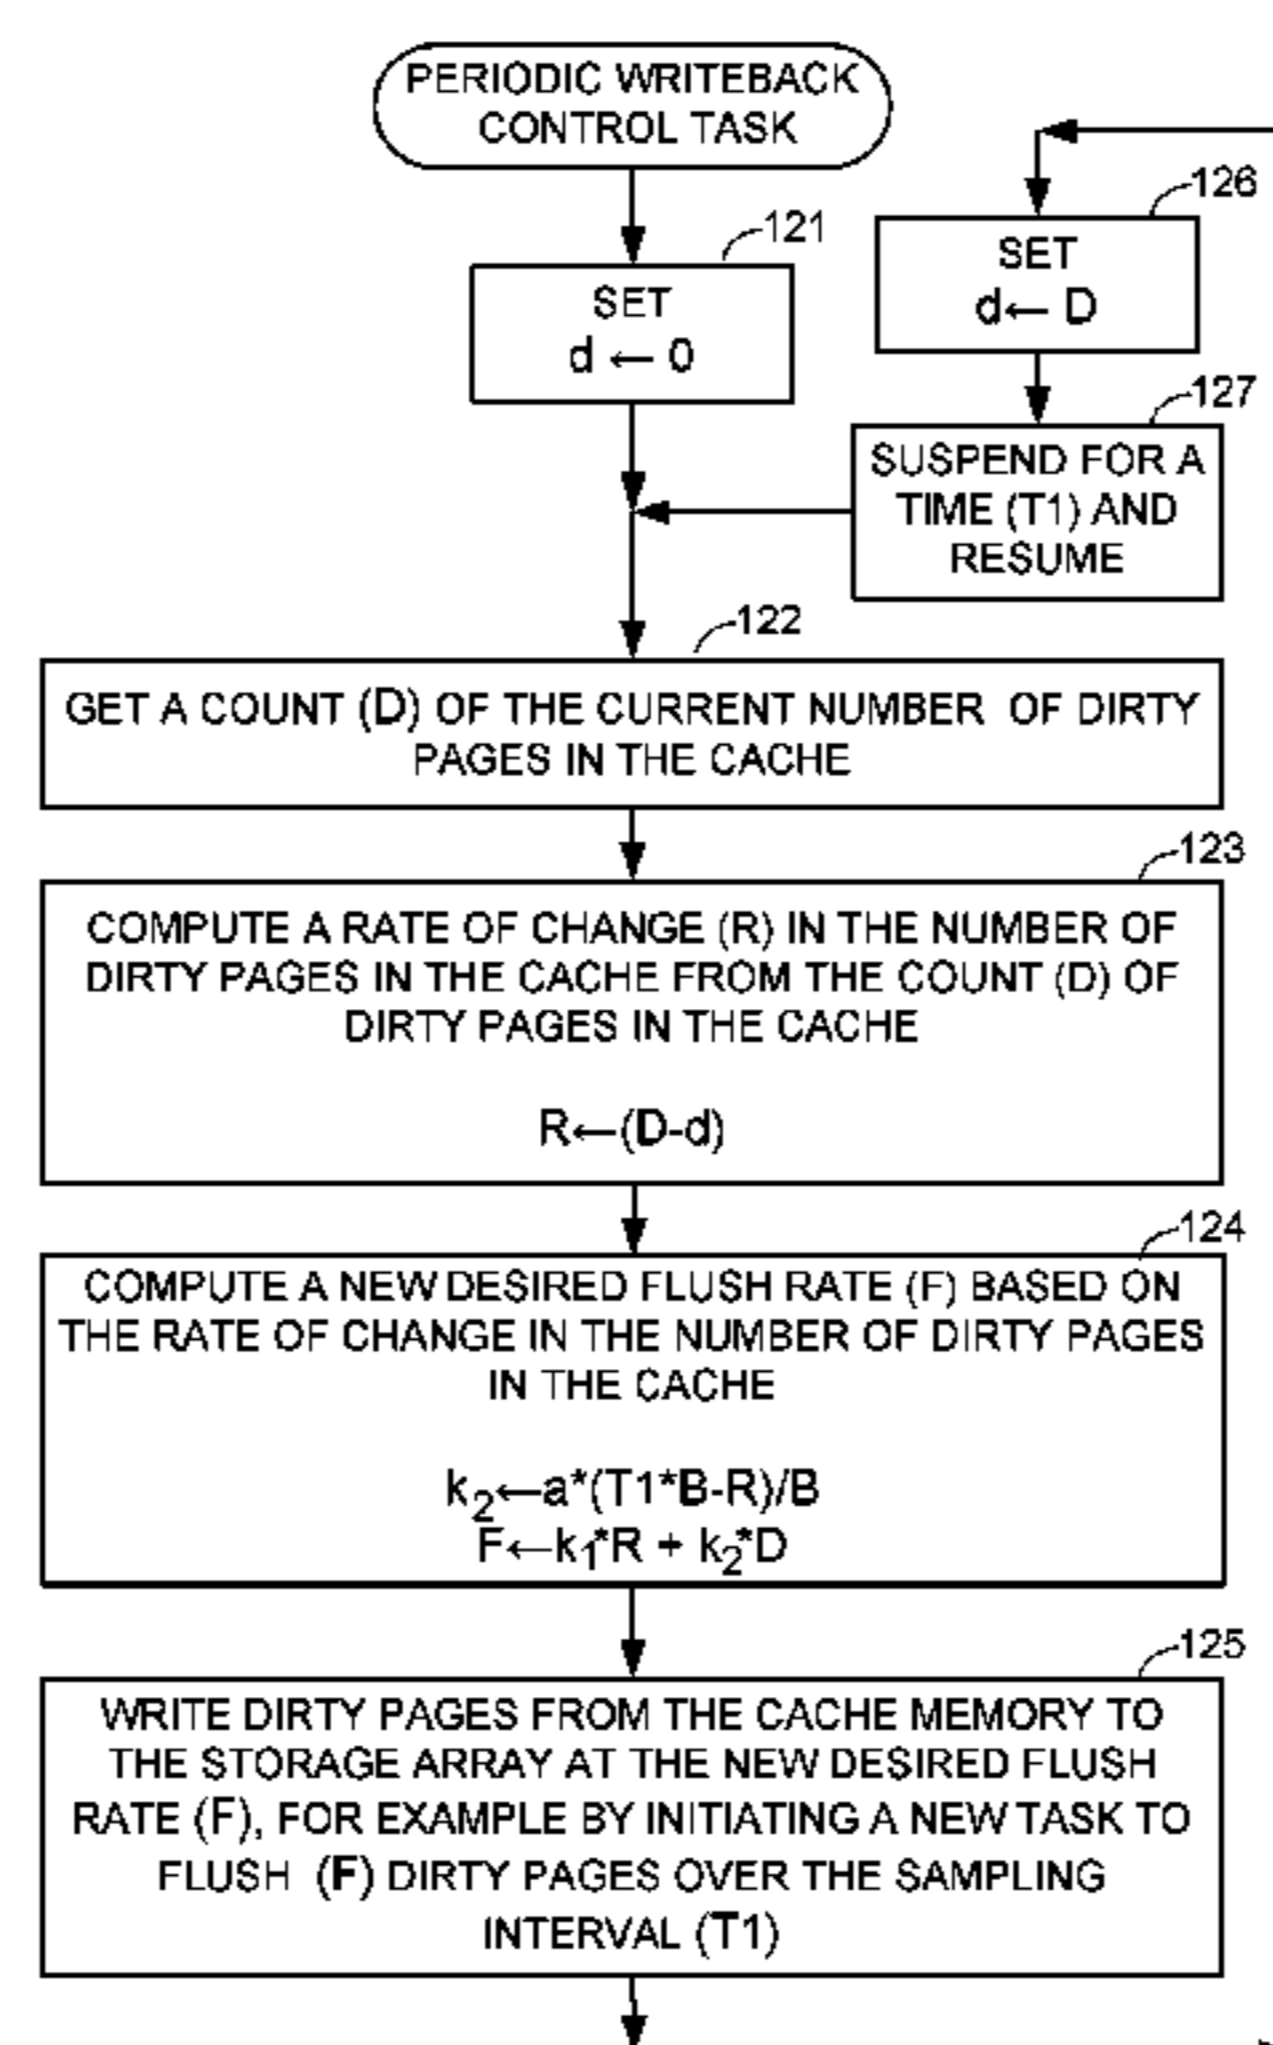 PERIODIC WRITEBACK
CONTROL TASK
121
SET
d ← 0
126
SET
d← D
127
SUSPEND FOR A
TIME (T1) AND
RESUME
122
GET A COUNT (D) OF THE CURRENT NUMBER OF DIRTY
PAGES IN THE CACHE
123
COMPUTE A RATE OF CHANGE (R) IN THE NUMBER OF
DIRTY PAGES IN THE CACHE FROM THE COUNT (D) OF
DIRTY PAGES IN THE CACHE
R←(D-d)
124
COMPUTE A NEW DESIRED FLUSH RATE (F) BASED ON
THE RATE OF CHANGE IN THE NUMBER OF DIRTY PAGES
IN THE CACHE
k₂←a*(T1*B-R)/B
F←k₁*R + k₂*D
125
WRITE DIRTY PAGES FROM THE CACHE MEMORY TO
THE STORAGE ARRAY AT THE NEW DESIRED FLUSH
RATE (F), FOR EXAMPLE BY INITIATING A NEW TASK TO
FLUSH (F) DIRTY PAGES OVER THE SAMPLING
INTERVAL (T1)